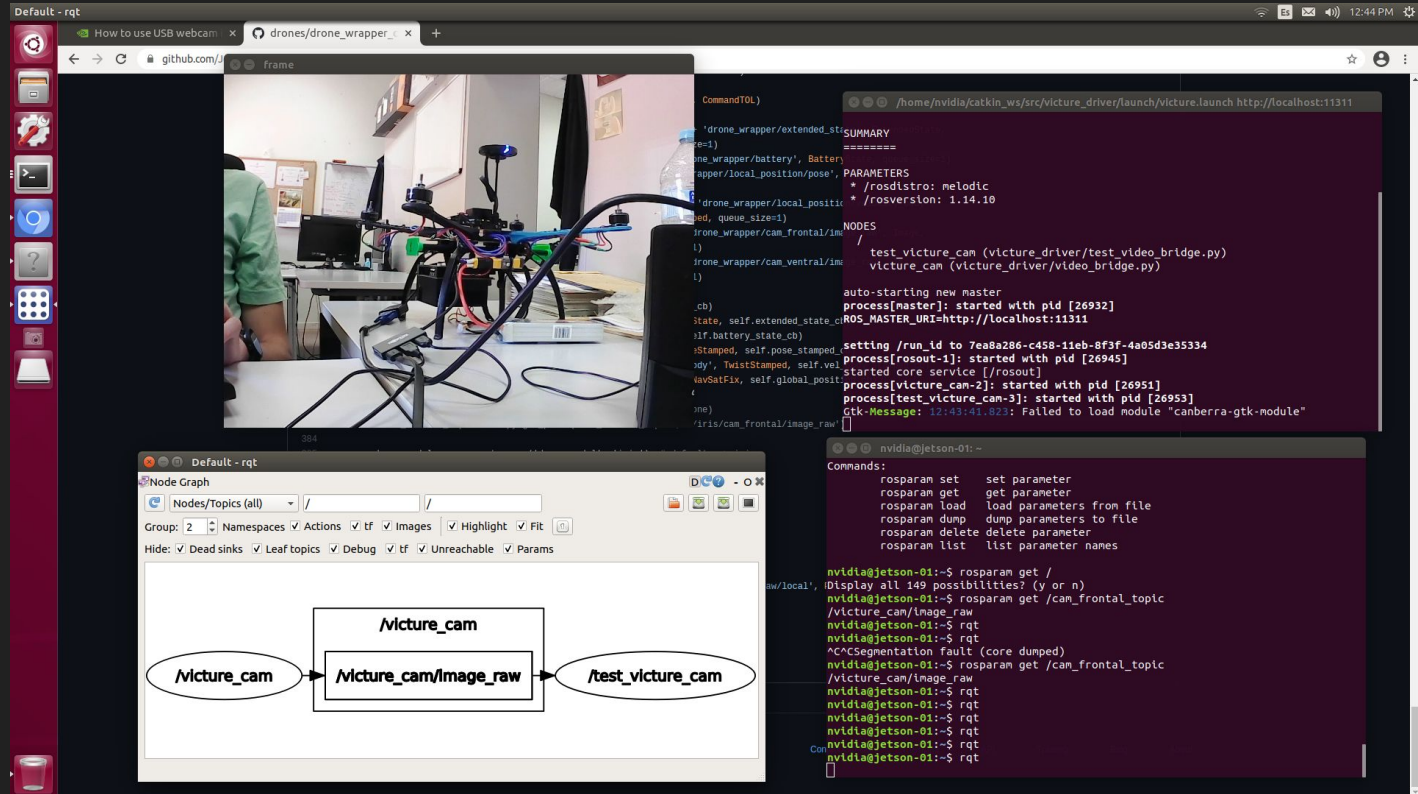 Default - rqt
Es
12:44 PM
How to use USB webcam
drones/drone_wrapper_c
github.com/J
frame
CommandTOL)
'drone_wrapper/extended_sta
ze=1)
one_wrapper/battery', Battery
rapper/local_position/pose',
'drone_wrapper/local_positio
ped, queue_size=1)
drone_wrapper/cam_frontal/ima
1)
drone_wrapper/cam_ventral/ima
1)
_cb)
State, self.extended_state_cb
elf.battery_state_cb)
eStamped, self.pose_stamped_c
ody', TwistStamped, self.vel
NavSatFix, self.global_positi
one)
/iris/cam_frontal/image_raw'
384
/home/nvidia/catkin_ws/src/victure_driver/launch/victure.launch http://localhost:11311
SUMMARY
========
PARAMETERS
* /rosdistro: melodic
* /rosversion: 1.14.10
NODES
/
test_victure_cam (victure_driver/test_video_bridge.py)
victure_cam (victure_driver/video_bridge.py)
auto-starting new master
process[master]: started with pid [26932]
ROS_MASTER_URI=http://localhost:11311
setting /run_id to 7ea8a286-c458-11eb-8f3f-4a05d3e35334
process[rosout-1]: started with pid [26945]
started core service [/rosout]
process[victure_cam-2]: started with pid [26951]
process[test_victure_cam-3]: started with pid [26953]
Gtk-Message: 12:43:41.823: Failed to load module "canberra-gtk-module"
Default - rqt
Node Graph
D
- O
Nodes/Topics (all)
/
/
Group: 2 Namespaces Actions tf Images Highlight Fit
Hide: Dead sinks Leaf topics Debug tf Unreachable Params
/victure_cam
/victure_cam
/victure_cam/image_raw
/test_victure_cam
aw/local',
Con
nvidia@jetson-01: ~
Commands:
rosparam set set parameter
rosparam get get parameter
rosparam load load parameters from file
rosparam dump dump parameters to file
rosparam delete delete parameter
rosparam list list parameter names
nvidia@jetson-01:~$ rosparam get /
Display all 149 possibilities? (y or n)
nvidia@jetson-01:~$ rosparam get /cam_frontal_topic
/victure_cam/image_raw
nvidia@jetson-01:~$ rqt
nvidia@jetson-01:~$ rqt
^C^CSegmentation fault (core dumped)
nvidia@jetson-01:~$ rosparam get /cam_frontal_topic
/victure_cam/image_raw
nvidia@jetson-01:~$ rqt
nvidia@jetson-01:~$ rqt
nvidia@jetson-01:~$ rqt
nvidia@jetson-01:~$ rqt
nvidia@jetson-01:~$ rqt
nvidia@jetson-01:~$ rqt